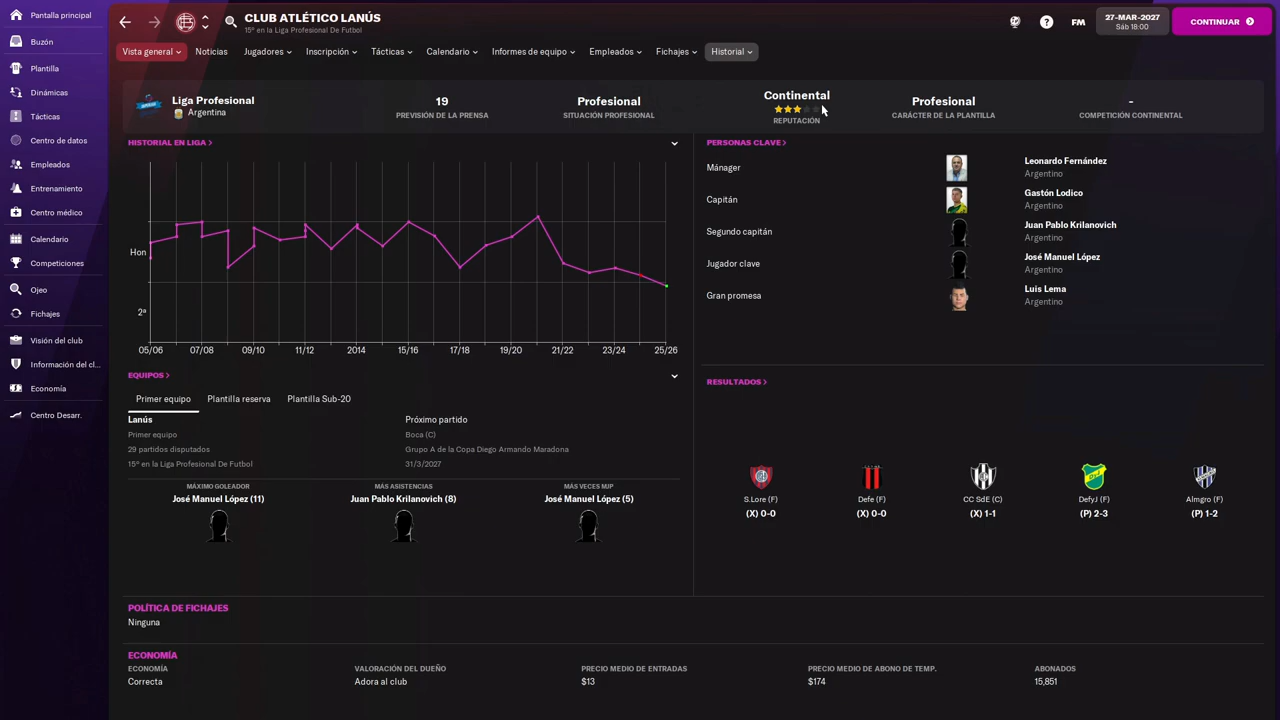 Pantalla principal
Buzón
Plantilla
Dinámicas
Tácticas
Centro de datos
Empleados
Entrenamiento
Centro médico
Calendario
Competiciones
Ojeo
Fichajes
Visión del club
Información del cl...
Economía
Centro Desarr.
CLUB ATLÉTICO LANÚS
15º en la Liga Profesional De Futbol
FM
27-MAR-2027
Sáb 18:00
CONTINUAR
Vista general
Noticias
Jugadores
Inscripción
Tácticas
Calendario
Informes de equipo
Empleados
Fichajes
Historial
Liga Profesional
Argentina
19
PREVISIÓN DE LA PRENSA
Profesional
SITUACIÓN PROFESIONAL
Continental
REPUTACIÓN
Profesional
CARÁCTER DE LA PLANTILLA
-
COMPETICIÓN CONTINENTAL
HISTORIAL EN LIGA >
Hon
2ª
05/06 07/08 09/10 11/12 2014 15/16 17/18 19/20 21/22 23/24 25/26
PERSONAS CLAVE >
Mánager
Leonardo Fernández
Argentino
Capitán
Gastón Lodico
Argentino
Segundo capitán
Juan Pablo Krilanovich
Argentino
Jugador clave
José Manuel López
Argentino
Gran promesa
Luis Lema
Argentino
EQUIPOS >
Primer equipo Plantilla reserva Plantilla Sub-20
Lanús
Primer equipo
29 partidos disputados
15º en la Liga Profesional De Futbol
Próximo partido
Boca (C)
Grupo A de la Copa Diego Armando Maradona
31/3/2027
MÁXIMO GOLEADOR
José Manuel López (11)
MÁS ASISTENCIAS
Juan Pablo Krilanovich (8)
MÁS VECES MJP
José Manuel López (5)
RESULTADOS >
S.Lore (F)
(X) 0-0
Defe (F)
(X) 0-0
CC SdE (C)
(X) 1-1
DefyJ (F)
(P) 2-3
Almgro (F)
(P) 1-2
POLÍTICA DE FICHAJES
Ninguna
ECONOMÍA
ECONOMÍA
Correcta
VALORACIÓN DEL DUEÑO
Adora al club
PRECIO MEDIO DE ENTRADAS
$13
PRECIO MEDIO DE ABONO DE TEMP.
$174
ABONADOS
15,851